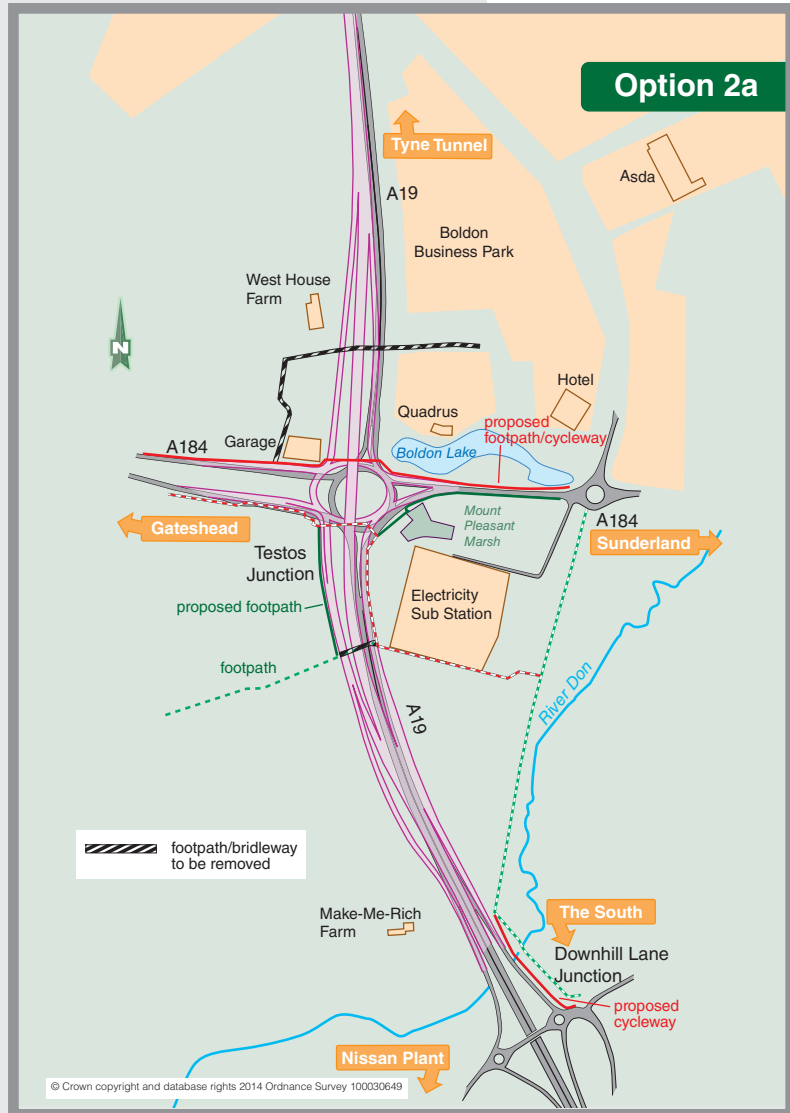 Option 2a
Tyne Tunnel
Asda
A19
Boldon
Business Park
West House
Farm
N
Hotel
Quadrus
proposed
footpath/cycleway
A184
Garage
Boldon Lake
Mount
Pleasant
Marsh
A184
Gateshead
Sunderland
Testos
Junction
Electricity
Sub Station
proposed footpath
footpath
River Don
A19
footpath/bridleway
to be removed
Make-Me-Rich
Farm
The South
Downhill Lane
Junction
proposed
cycleway
Nissan Plant
© Crown copyright and database rights 2014 Ordnance Survey 100030649